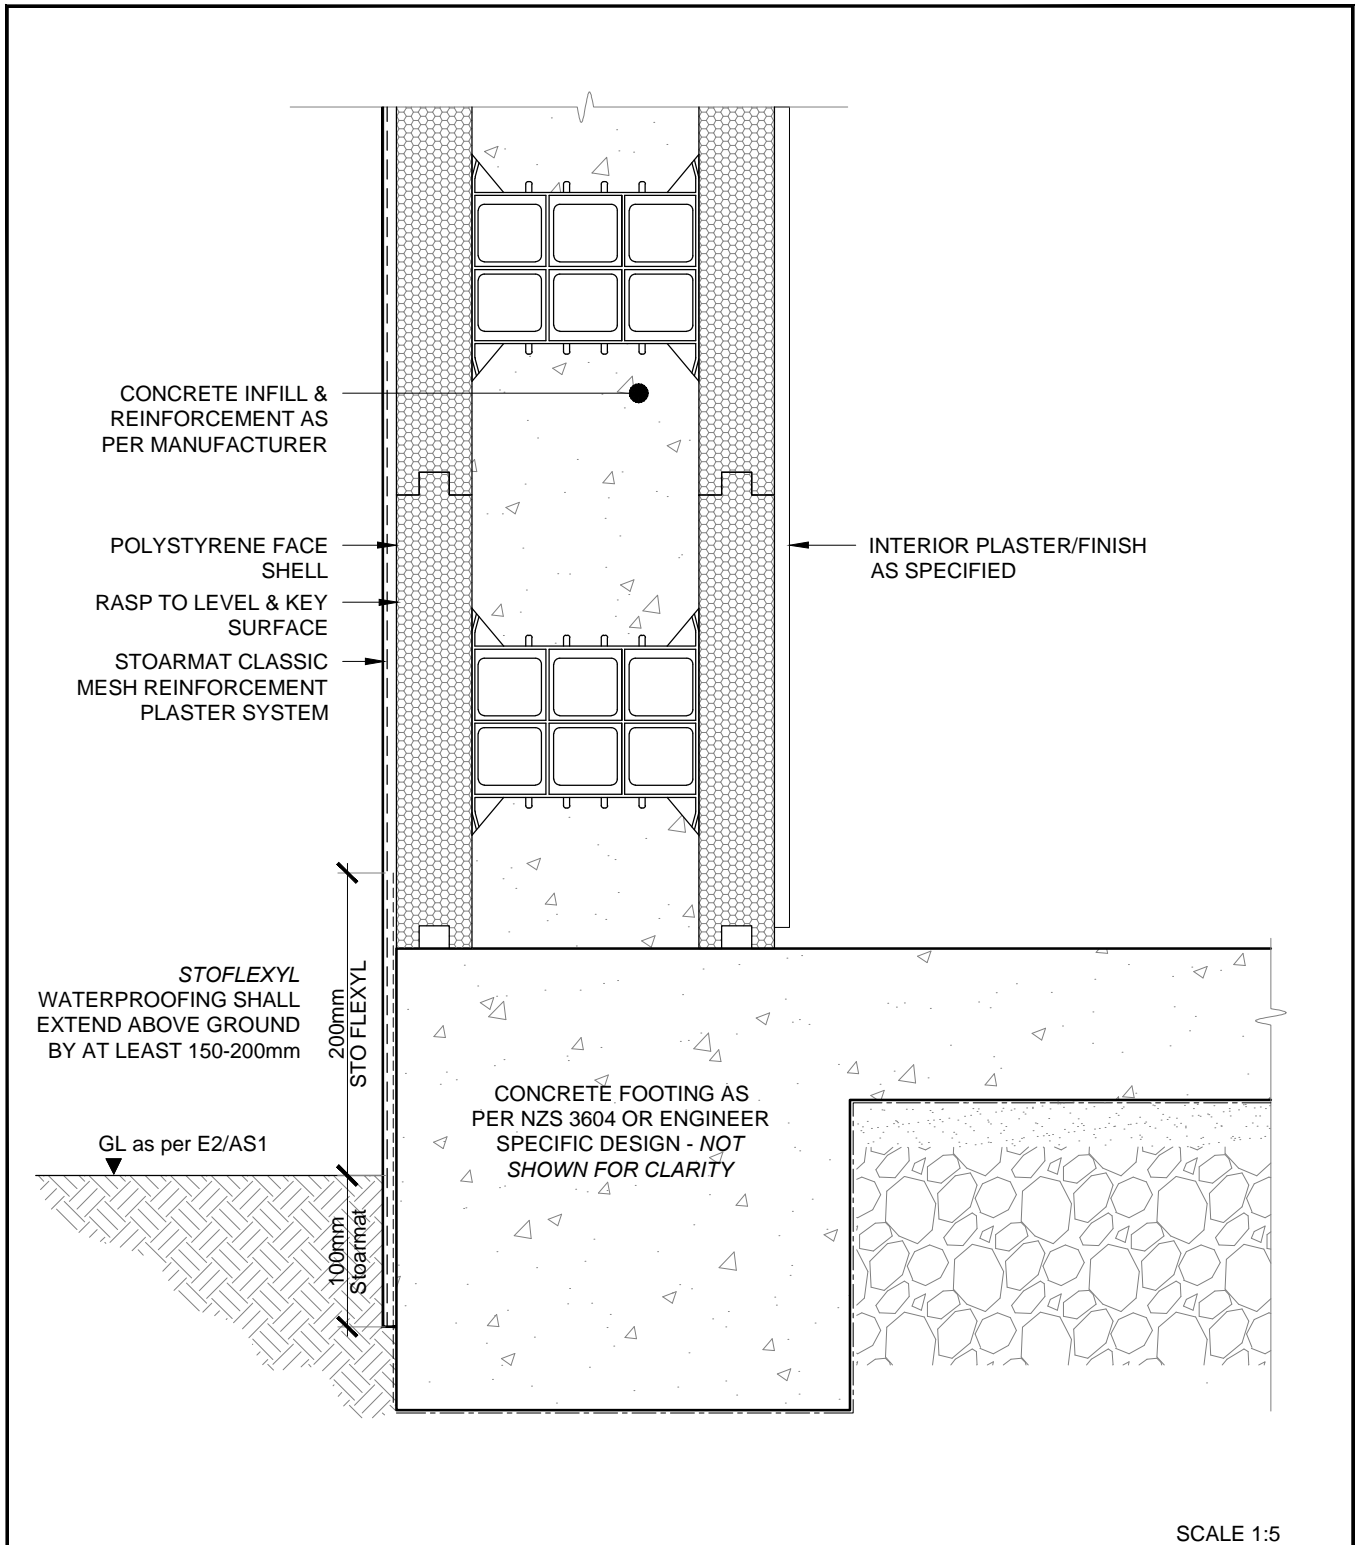 CONCRETE INFILL &
REINFORCEMENT AS
PER MANUFACTURER
POLYSTYRENE FACE
SHELL
RASP TO LEVEL & KEY
SURFACE
STOARMAT CLASSIC
MESH REINFORCEMENT
PLASTER SYSTEM
INTERIOR PLASTER/FINISH
AS SPECIFIED
STOFLEXYL
WATERPROOFING SHALL
EXTEND ABOVE GROUND
BY AT LEAST 150-200mm
200mm
STO FLEXYL
CONCRETE FOOTING AS
PER NZS 3604 OR ENGINEER
SPECIFIC DESIGN - NOT
SHOWN FOR CLARITY
GL as per E2/AS1
100mm
Stoarmat
SCALE 1:5